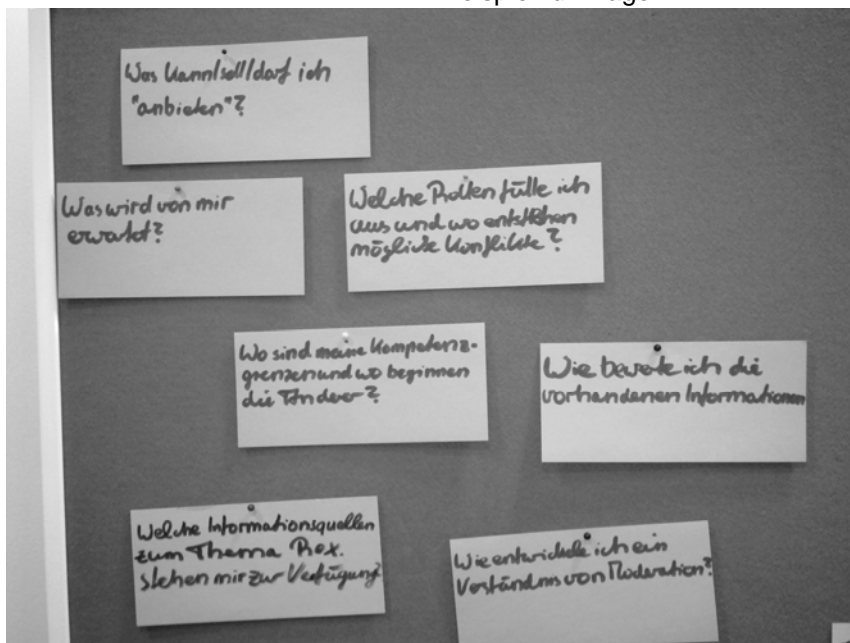 Was kann/soll/darf ich
"anbieten"?
Was wird von mir
erwartet?
Welche Rollen fülle ich
aus und wo entstehen
mögliche Konflikte?
Wo sind meine Kompetenz-
grenzen und wo beginnen
die Anderer?
Wie bewerte ich die
vorhandenen Informationen
Welche Informationsquellen
zum Thema Rex.
stehen mir zur Verfügung?
Wie entwickele ich ein
Verständnis von Moderation?